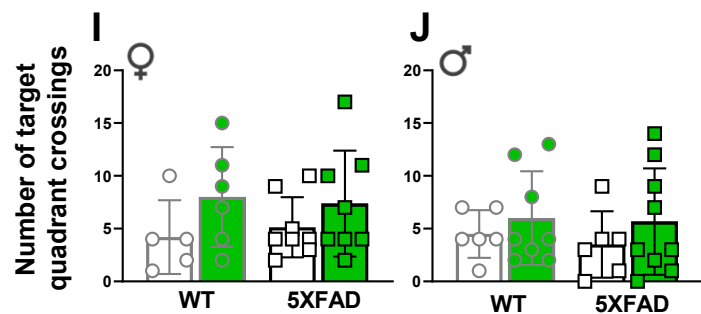 I
J
♀
♂
Number of target
quadrant crossings
20
15
10
5
0
WT
5XFAD
20
15
10
5
0
WT
5XFAD